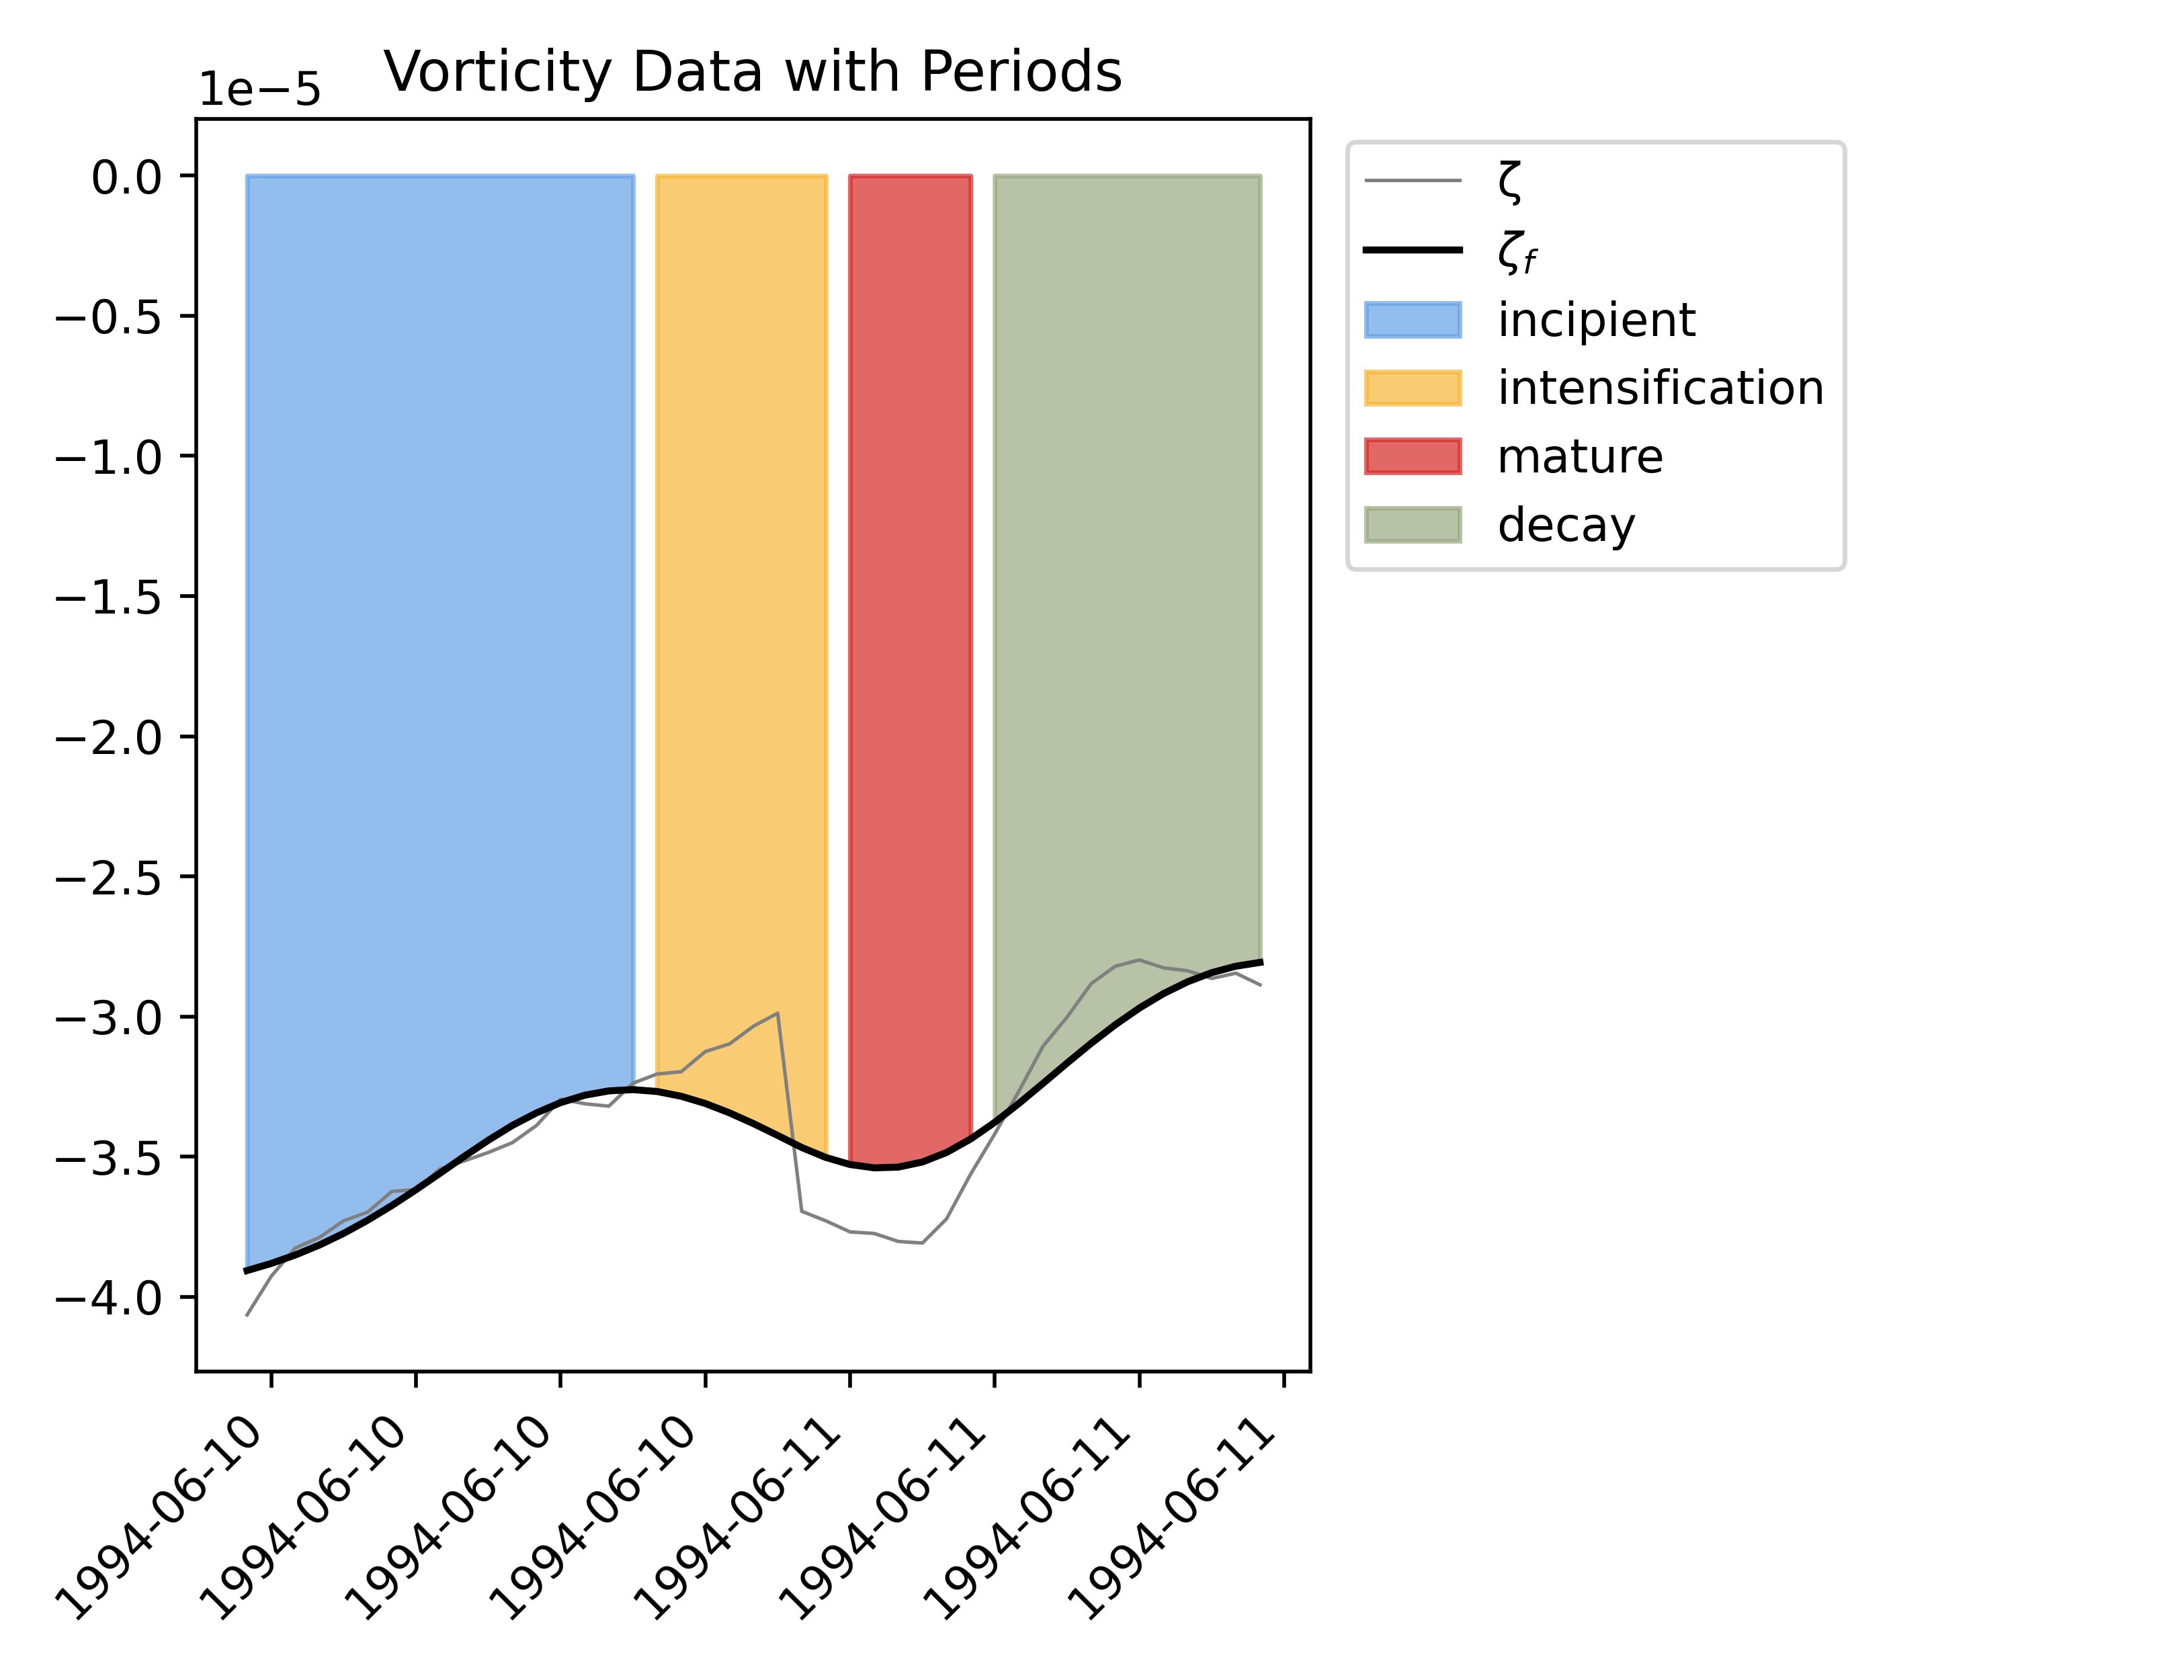 Vorticity Data with Periods
1e−5
0.0
−0.5
−1.0
−1.5
−2.0
−2.5
−3.0
−3.5
−4.0
1994-06-10
1994-06-10
1994-06-10
1994-06-10
1994-06-11
1994-06-11
1994-06-11
1994-06-11
ζ
ζf
incipient
intensification
mature
decay